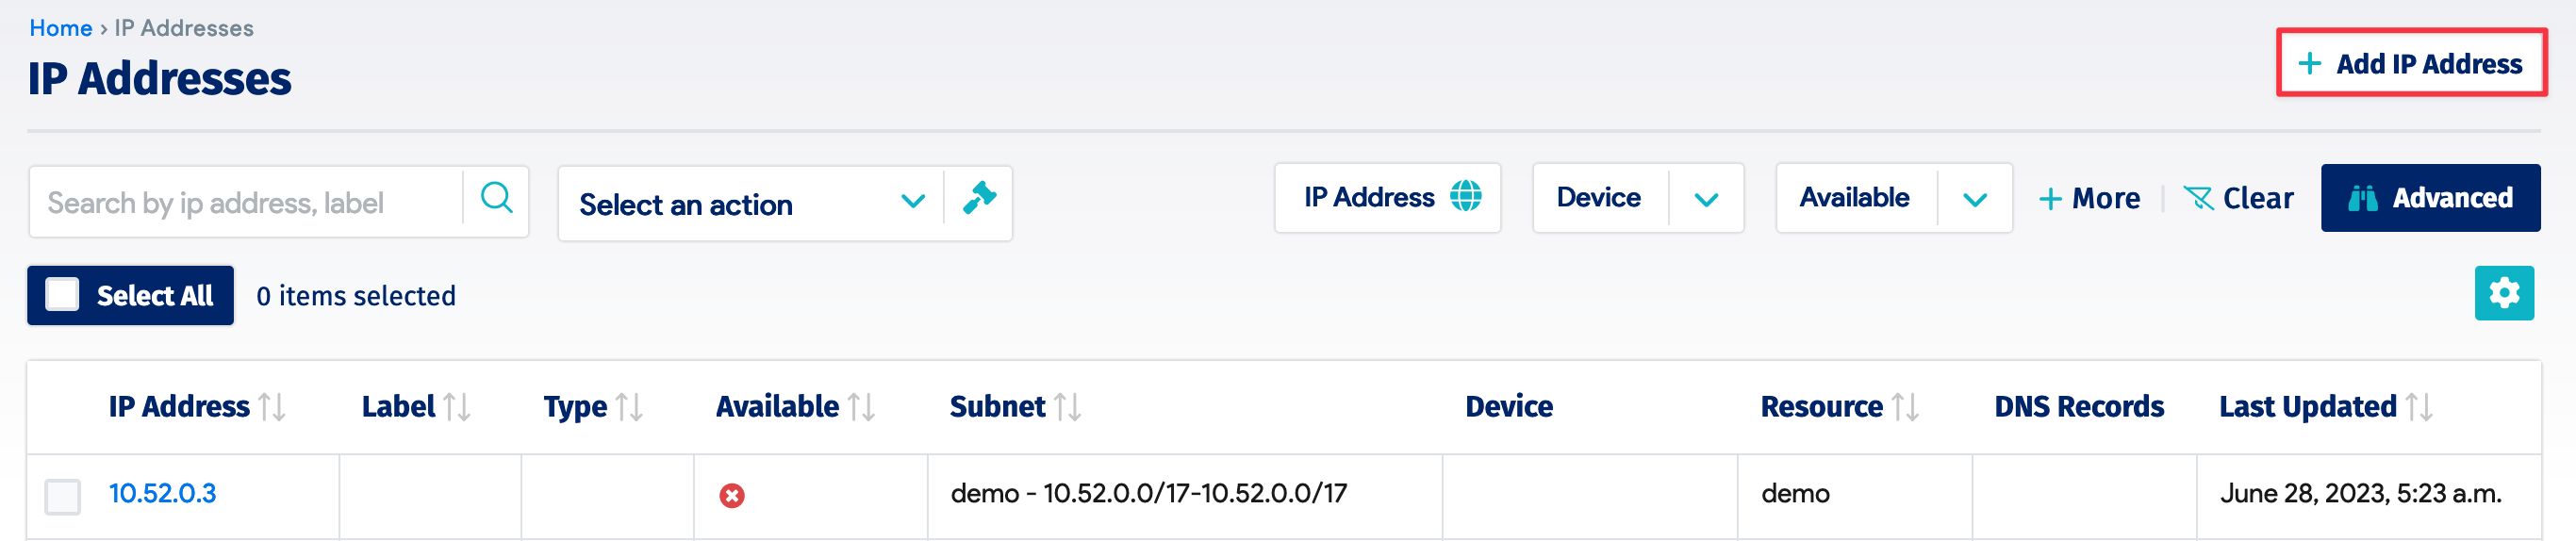 Home › IP Addresses
IP Addresses
+ Add IP Address
Search by ip address, label
Select an action
IP Address
Device
Available
+ More
Clear
Advanced
Select All
0 items selected
IP Address Label Type Available Subnet Device Resource DNS Records Last Updated
10.52.0.3 demo - 10.52.0.0/17-10.52.0.0/17 demo June 28, 2023, 5:23 a.m.